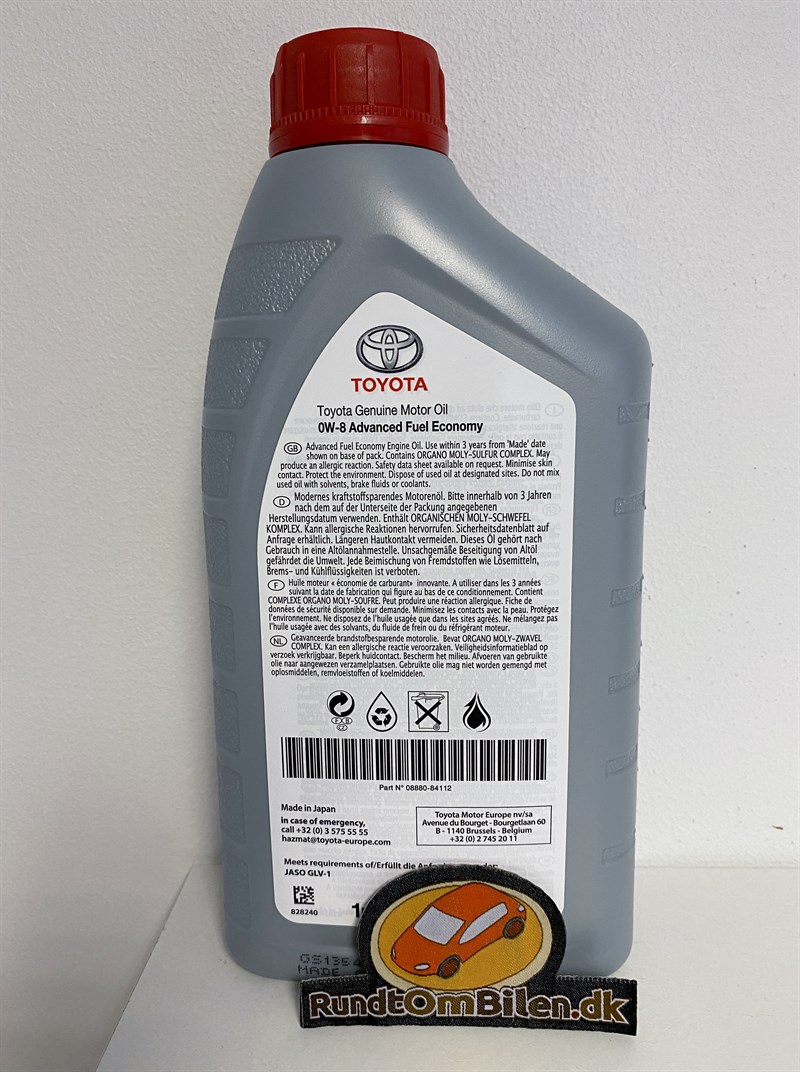 TOYOTA
Toyota Genuine Motor Oil
0W-8 Advanced Fuel Economy
GB Advanced Fuel Economy Engine Oil. Use within 3 years from 'Made' date
shown on base of pack. Contains ORGANO MOLY-SULFUR COMPLEX. May
produce an allergic reaction. Safety data sheet available on request. Minimise skin
contact. Protect the environment. Dispose of used oil at designated sites. Do not mix
used oil with solvents, brake fluids or coolants.
D Modernes kraftstoffsparendes Motorenöl. Bitte innerhalb von 3 Jahren
nach dem auf der Unterseite der Packung angegebenen
Herstellungsdatum verwenden. Enthält ORGANISCHEN MOLY-SCHWEFEL
KOMPLEX. Kann allergische Reaktionen hervorrufen. Sicherheitsdatenblatt auf
Anfrage erhältlich. Längeren Hautkontakt vermeiden. Dieses Öl gehört nach
Gebrauch in eine Altölannahmestelle. Unsachgemäße Beseitigung von Altöl
gefährdet die Umwelt. Jede Beimischung von Fremdstoffen wie Lösemitteln,
Brems- und Kühlflüssigkeiten ist verboten.
F Huile moteur « économie de carburant» innovante. A utiliser dans les 3 années
suivant la date de fabrication qui figure au bas de ce conditionnement. Contient
COMPLEXE ORGANO MOLY-SOUFRE. Peut produire une réaction allergique. Fiche de
données de sécurité disponible sur demande. Minimisez les contacts avec la peau. Protégez
l'environnement. Ne disposez de l'huile usagée que dans les sites agréés. Ne mélangez pas
l'huile usagée avec des solvants, du fluide de frein ou du réfrigérant moteur.
NL Geavanceerde brandstofbesparende motorolie. Bevat ORGANO MOLY-ZWAVEL
COMPLEX. Kan een allergische reactie veroorzaken. Veiligheidsinformatieblad op
verzoek verkrijgbaar. Beperk huidcontact. Bescherm het milieu. Afvoeren van gebruikte
olie naar aangewezen verzamelplaatsen. Gebruikte olie mag niet worden gemengd met
oplosmiddelen, remvloeistoffen of koelmiddelen.
F X B
CZ
Part N° 08880-84112
Made in Japan
in case of emergency,
call +32 (0) 3 575 55 55
hazmat@toyota-europe.com
Toyota Motor Europe nv/sa
Avenue du Bourget - Bourgetlaan 60
B - 1140 Brussels - Belgium
+32 (0) 2 745 20 11
Meets requirements of/Erfüllt die
JASO GLV-1
828240
MADE
RundtOmBilen.dk